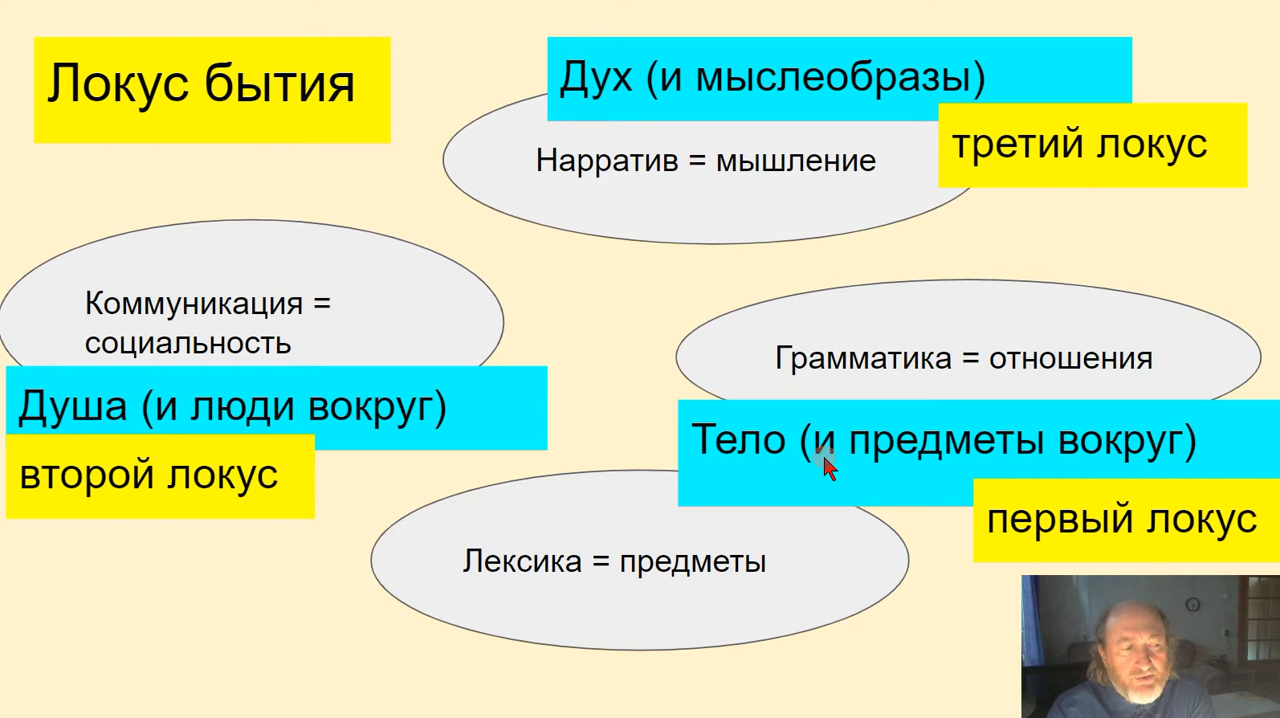 Локус бытия
Дух (и мыслеобразы)
третий локус
Нарратив = мышление
Коммуникация =
социальность
Душа (и люди вокруг)
второй локус
Грамматика = отношения
Тело (и предметы вокруг)
первый локус
Лексика = предметы